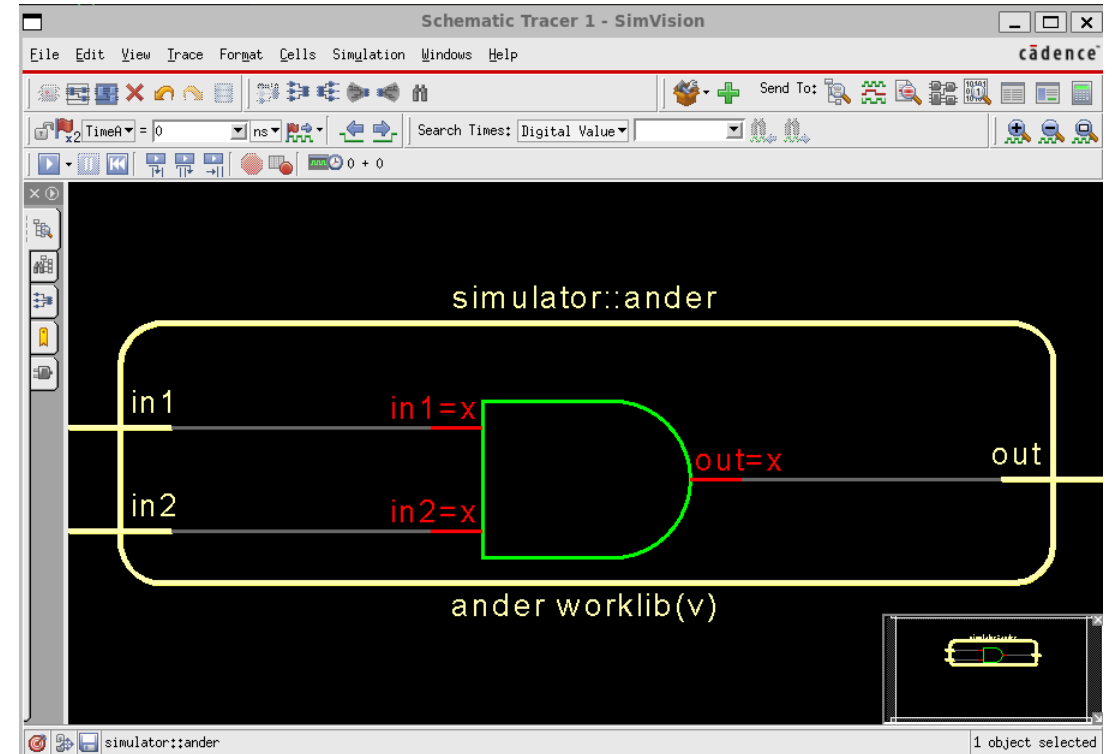 Schematic Tracer 1 - SimVision
File Edit View Trace Format Cells Simulation Windows Help
cādence
Send To:
2 TimeA = 0 ns Search Times: Digital Value
0 + 0
simulator::ander
in1 in1=x
out=x out
in2 in2=x
ander worklib(v)
simulator::ander 1 object selected